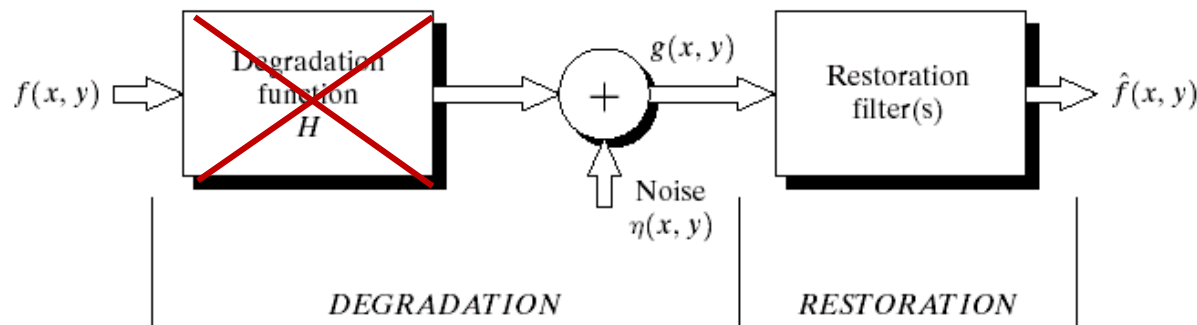 f(x, y)
Degradation
function
H
+
g(x, y)
Noise
η(x, y)
Restoration
filter(s)
f̂(x, y)
DEGRADATION
RESTORATION